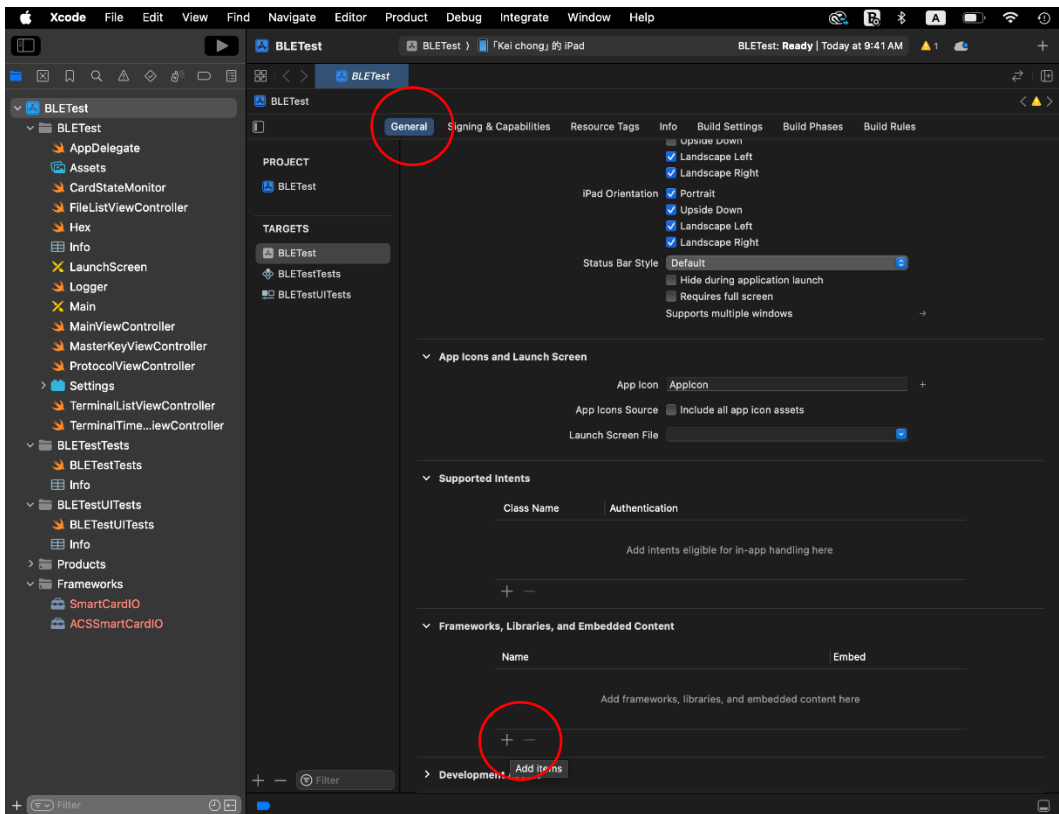 Xcode File Edit View Find Navigate Editor Product Debug Integrate Window Help A
BLETest BLETest 〉 「Kei chong」的 iPad BLETest: Ready | Today at 9:41 AM 1
BLETest
BLETest
General Signing & Capabilities Resource Tags Info Build Settings Build Phases Build Rules
BLETest
BLETest
AppDelegate
Assets
CardStateMonitor
FileListViewController
Hex
Info
LaunchScreen
Logger
Main
MainViewController
MasterKeyViewController
ProtocolViewController
Settings
TerminalListViewController
TerminalTime...iewController
BLETestTests
BLETestTests
Info
BLETestUITests
BLETestUITests
Info
Products
Frameworks
SmartCardIO
ACSSmartCardIO
Filter
PROJECT
BLETest
TARGETS
BLETest
BLETestTests
BLETestUITests
Filter
Upside Down
Landscape Left
Landscape Right
iPad Orientation Portrait
Upside Down
Landscape Left
Landscape Right
Status Bar Style Default
Hide during application launch
Requires full screen
Supports multiple windows
App Icons and Launch Screen
App Icon AppIcon
App Icons Source Include all app icon assets
Launch Screen File
Supported Intents
Class Name Authentication
Add intents eligible for in-app handling here
Frameworks, Libraries, and Embedded Content
Name Embed
Add frameworks, libraries, and embedded content here
Add items
Development